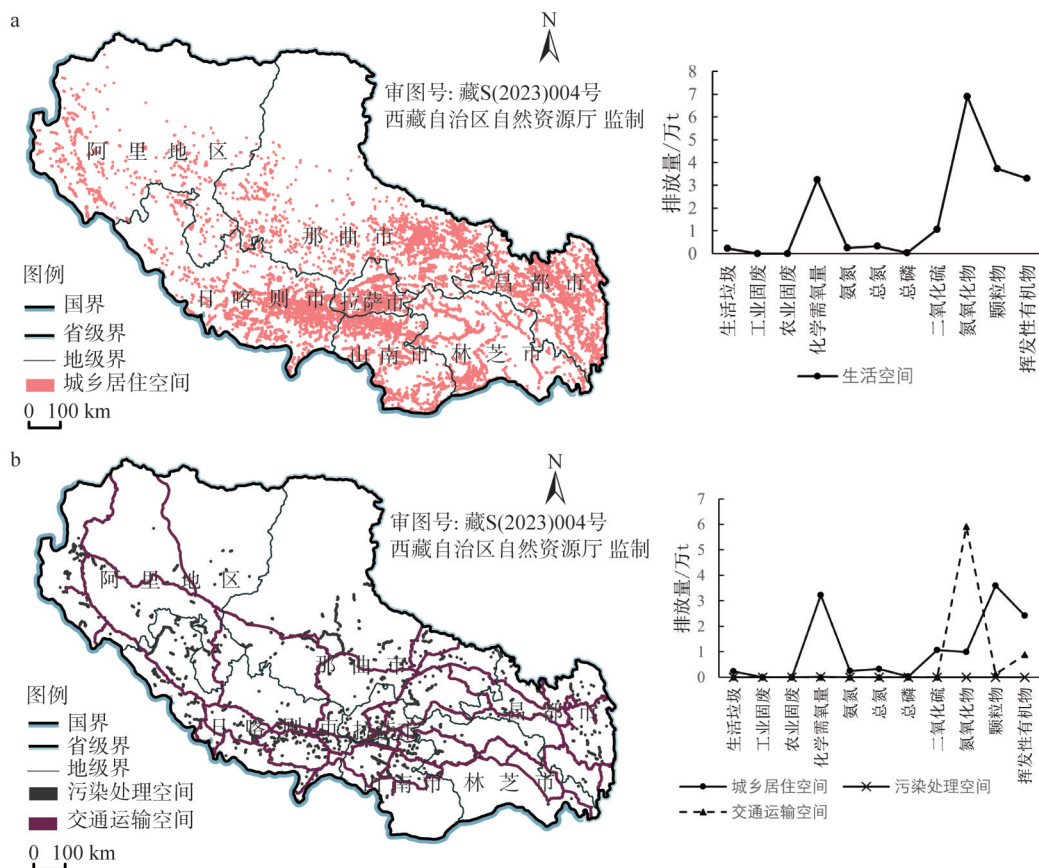 a
N
审图号: 藏S(2023)004号
西藏自治区自然资源厅 监制
阿里地区
那曲市
昌都市
日喀则市
拉萨市
山南市
林芝市
图例
国界
省级界
地级界
城乡居住空间
0 100 km
排放量/万t
8
7
6
5
4
3
2
1
0
生活垃圾
工业固废
农业固废
化学需氧量
氨氮
总氮
总磷
二氧化硫
氮氧化物
颗粒物
挥发性有机物
生活空间
b
N
审图号: 藏S(2023)004号
西藏自治区自然资源厅 监制
阿里地区
那曲市
昌都市
日喀则市
拉萨市
南市
林芝市
图例
国界
省级界
地级界
污染处理空间
交通运输空间
0 100 km
排放量/万t
7
6
5
4
3
2
1
0
生活垃圾
工业固废
农业固废
化学需氧量
氨氮
总氮
总磷
二氧化硫
氮氧化物
颗粒物
挥发性有机物
城乡居住空间
污染处理空间
交通运输空间